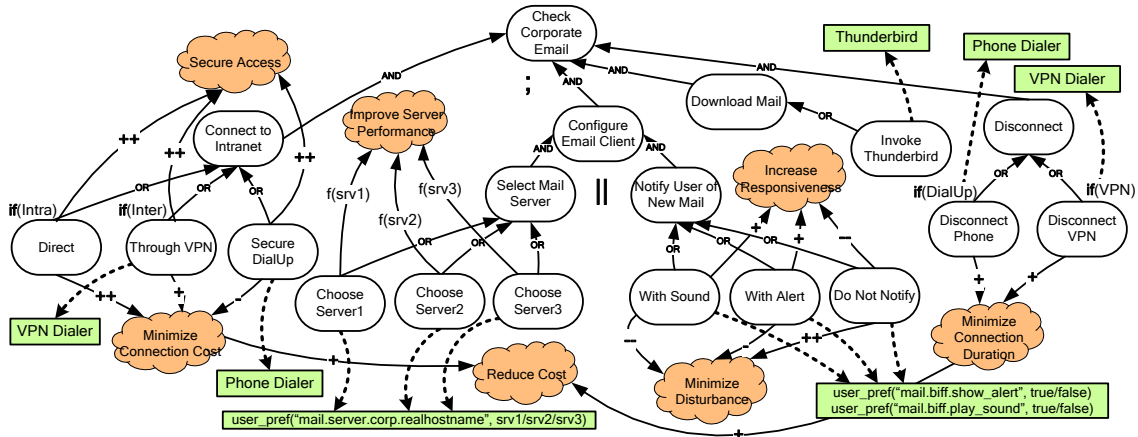 Check
Corporate
Email
Thunderbird
Phone Dialer
Secure Access
VPN Dialer
AND
AND
AND
AND
;
Download Mail
Improve Server
Performance
Connect to
Intranet
Configure
Email Client
OR
Invoke
Thunderbird
Disconnect
++
++
++
AND
AND
Increase
Responsiveness
OR
OR
OR
f(srv1)
f(srv2)
f(srv3)
Select Mail
Server
||
Notify User of
New Mail
OR
OR
if(DialUp)
if(VPN)
if(Intra)
if(Inter)
Direct
Through VPN
Secure
DialUp
OR
OR
OR
OR
OR
OR
+
+
--
Disconnect
Phone
Disconnect
VPN
++
+
-
Choose
Server1
Choose
Server2
Choose
Server3
With Sound
With Alert
Do Not Notify
+
+
VPN Dialer
Minimize
Connection Cost
Minimize
Connection
Duration
+
--
-
++
Phone Dialer
Reduce Cost
Minimize
Disturbance
user_pref("mail.biff.show_alert", true/false)
user_pref("mail.biff.play_sound", true/false)
user_pref("mail.server.corp.realhostname", srv1/srv2/srv3)
+